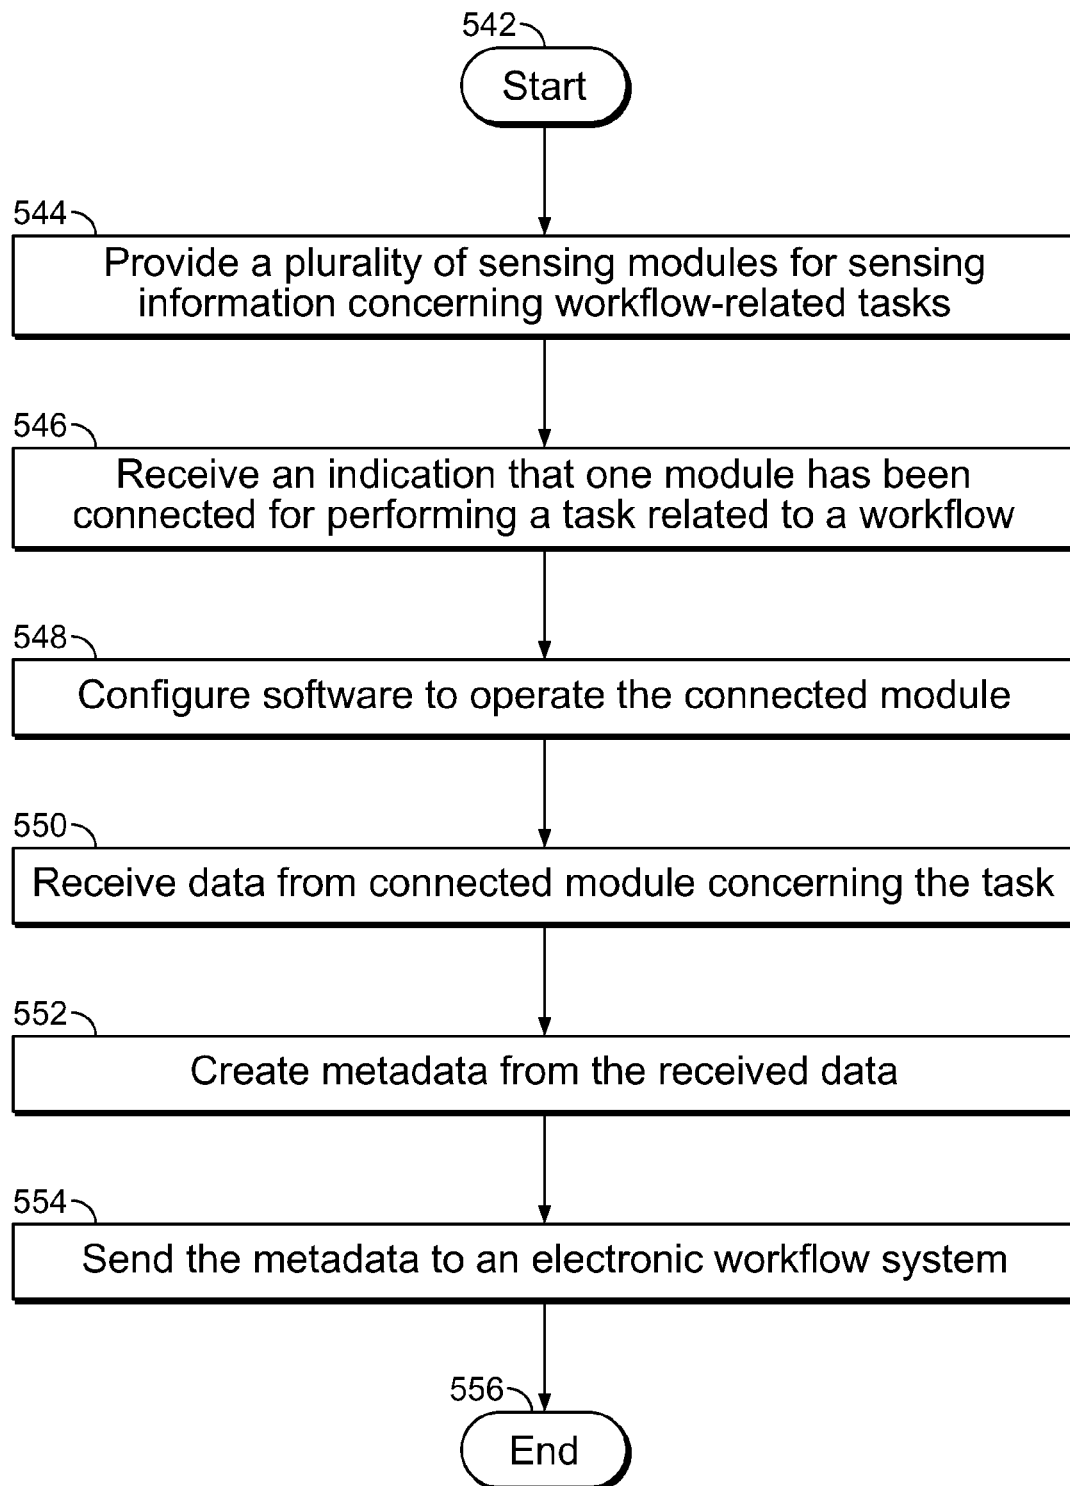 542
Start
544
Provide a plurality of sensing modules for sensing
information concerning workflow-related tasks
546
Receive an indication that one module has been
connected for performing a task related to a workflow
548
Configure software to operate the connected module
550
Receive data from connected module concerning the task
552
Create metadata from the received data
554
Send the metadata to an electronic workflow system
556
End